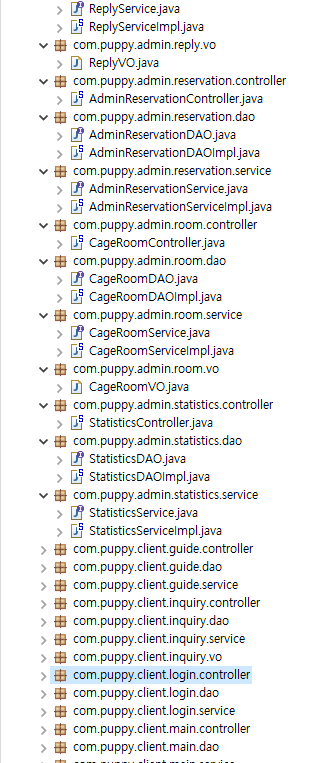 ReplyService.java
ReplyServiceImpl.java
com.puppy.admin.reply.vo
ReplyVO.java
com.puppy.admin.reservation.controller
AdminReservationController.java
com.puppy.admin.reservation.dao
AdminReservationDAO.java
AdminReservationDAOImpl.java
com.puppy.admin.reservation.service
AdminReservationService.java
AdminReservationServiceImpl.java
com.puppy.admin.room.controller
CageRoomController.java
com.puppy.admin.room.dao
CageRoomDAO.java
CageRoomDAOImpl.java
com.puppy.admin.room.service
CageRoomService.java
CageRoomServiceImpl.java
com.puppy.admin.room.vo
CageRoomVO.java
com.puppy.admin.statistics.controller
StatisticsController.java
com.puppy.admin.statistics.dao
StatisticsDAO.java
StatisticsDAOImpl.java
com.puppy.admin.statistics.service
StatisticsService.java
StatisticsServiceImpl.java
com.puppy.client.guide.controller
com.puppy.client.guide.dao
com.puppy.client.guide.service
com.puppy.client.inquiry.controller
com.puppy.client.inquiry.dao
com.puppy.client.inquiry.service
com.puppy.client.inquiry.vo
com.puppy.client.login.controller
com.puppy.client.login.dao
com.puppy.client.login.service
com.puppy.client.main.controller
com.puppy.client.main.dao
com.puppy.client.main.service